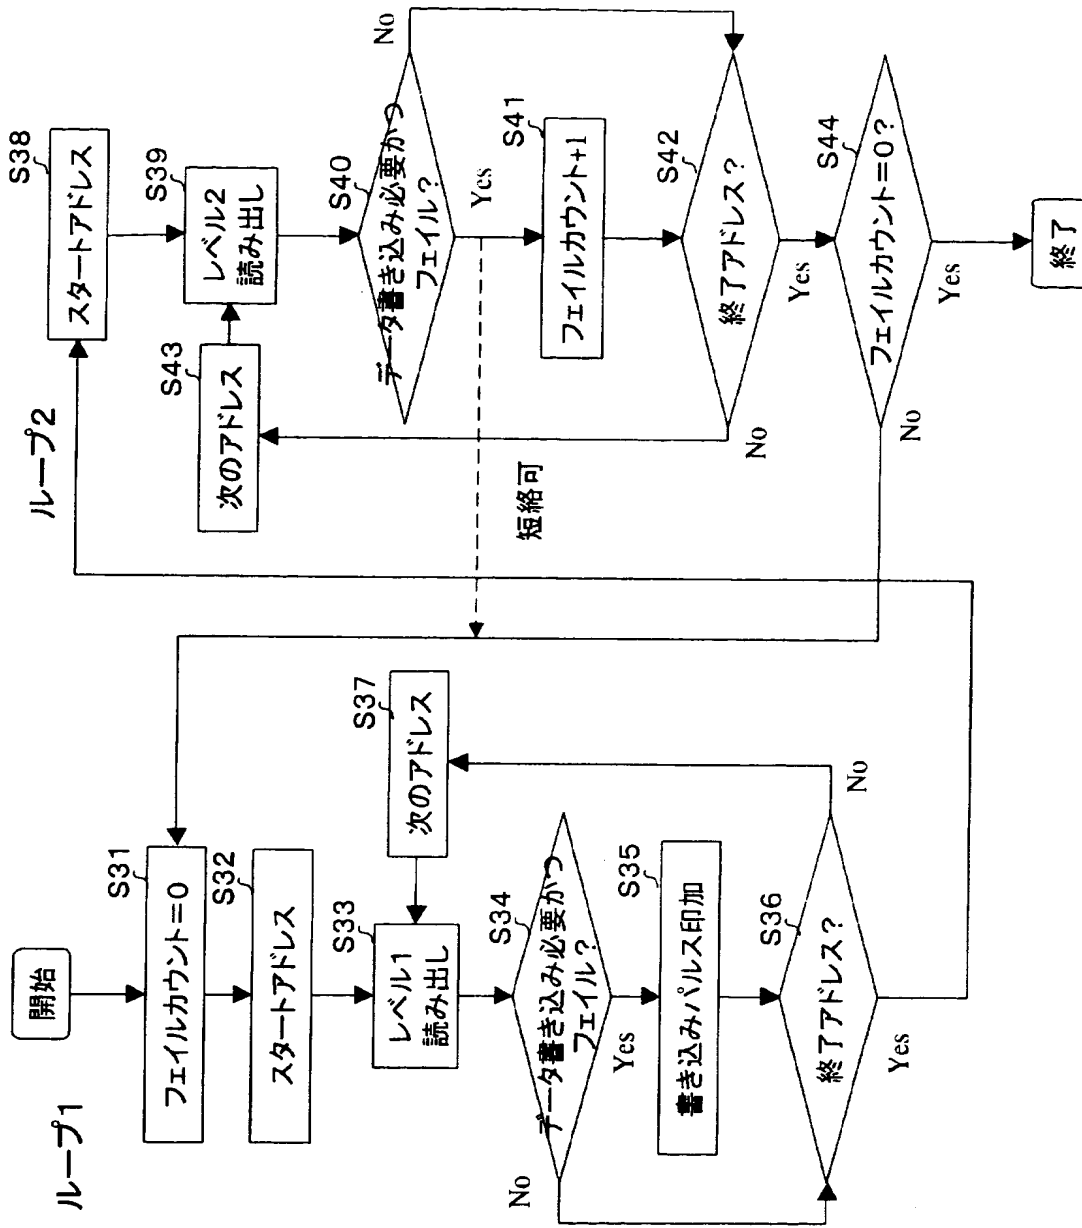 ループ1
開始
S31
フェイルカウント=0
S32
スタートアドレス
S33
レベル1
読み出し
S37
次のアドレス
S34
データ書き込み必要かつ
フェイル?
No
Yes
S35
書き込みパルス印加
S36
終了アドレス?
No
Yes
ループ2
S38
スタートアドレス
S39
レベル2
読み出し
S43
次のアドレス
S40
データ書き込み必要かつ
フェイル?
No
Yes
短絡可
S41
フェイルカウント+1
S42
終了アドレス?
No
Yes
S44
フェイルカウント=0?
No
Yes
終了